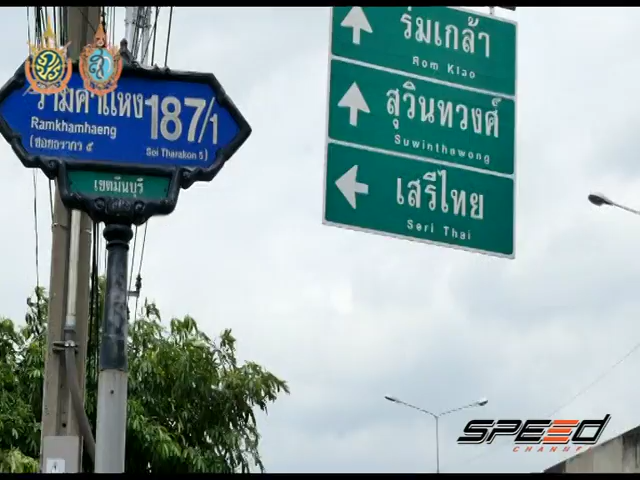 รามคำแหง 187/1
Ramkhamhaeng
(ซอยธรากร ๕ Soi Tharakon 5)
เขตมีนบุรี
ร่มเกล้า
Rom Klao
สุวินทวงศ์
Suwinthawong
เสรีไทย
Seri Thai
SPEED
CHANNEL